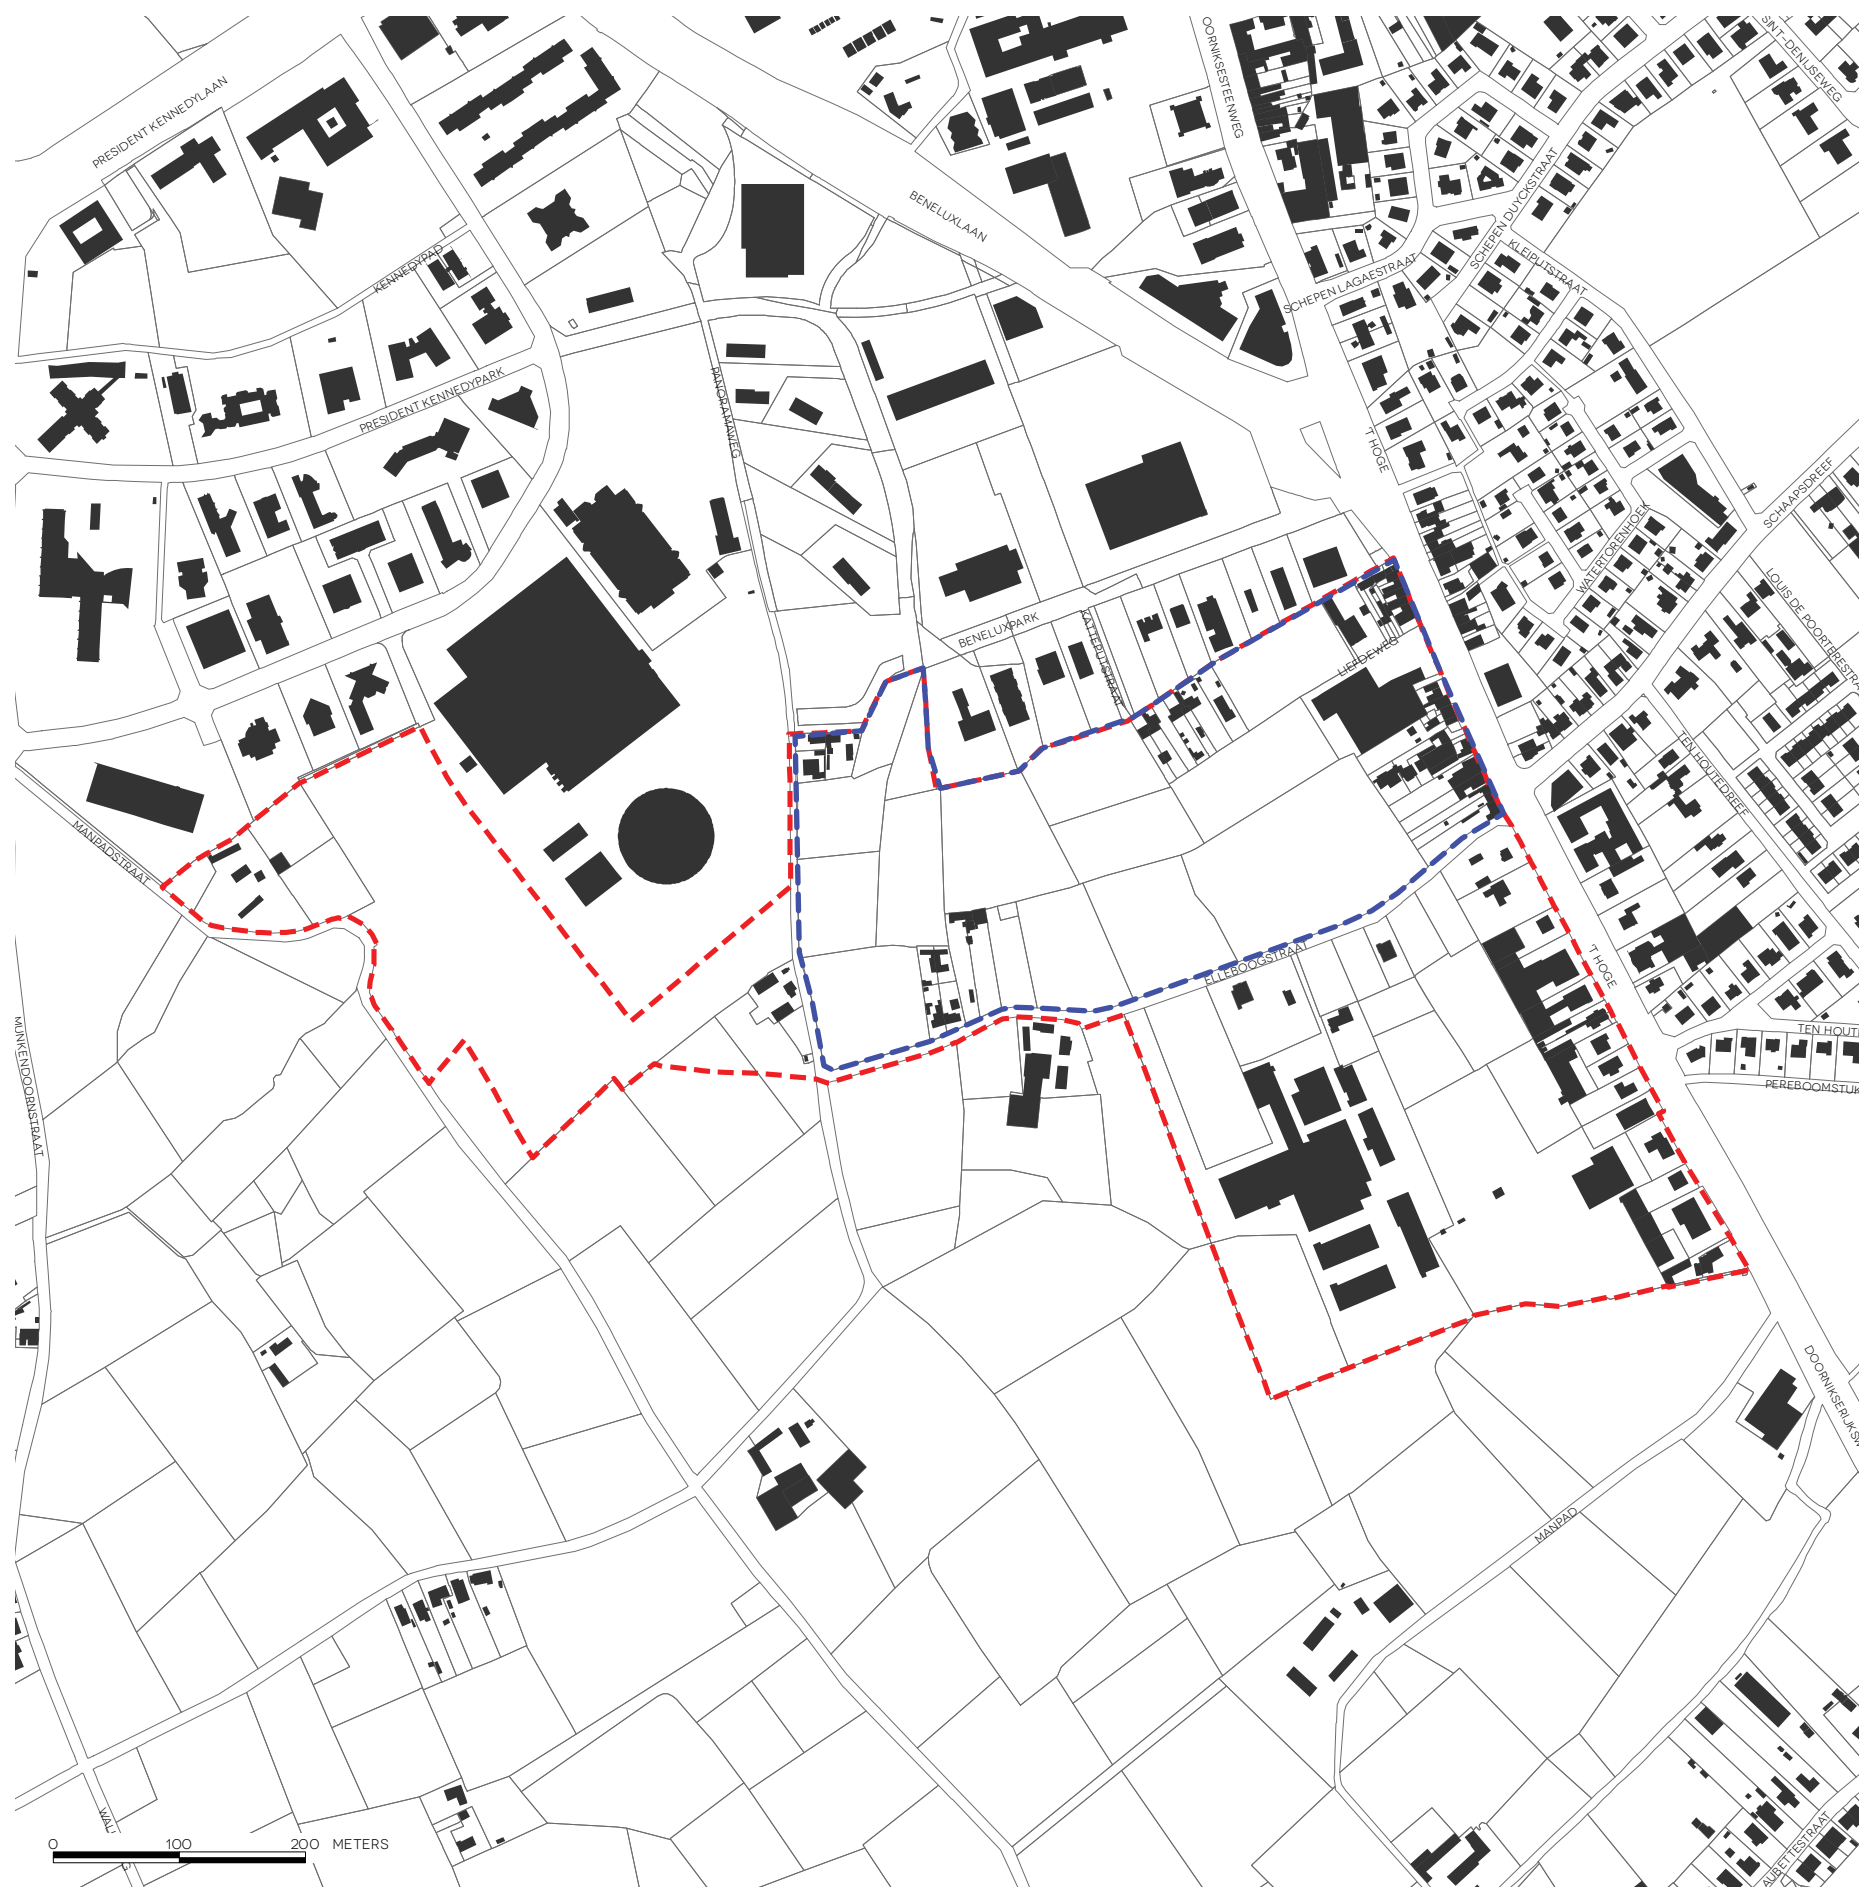 PRESIDENT KENNEDYLAAN
OORNIKSESTEENWEG
SINT-DENIJSEWEG
BENELUXLAAN
KENNEDYPAD
SCHEPEN DUYCKSTRAAT
KLEIPUTSTRAAT
SCHEPEN LAGAESTRAAT
PRESIDENT KENNEDYPARK
PANORAMAWEG
'T HOGE
SCHAAPSDREEF
WATERTORENHOEK
LOUIS DE POORTERESTRA
BENELUXPARK
KATTEPUTSTRAAT
LIEFDEWEG
TEN HOUTEDREEF
MANPADSTRAAT
ELLEBOOGSTRAAT
'T HOGE
MUNKENDOORNSTRAAT
TEN HOUT
PEREBOOMSTUK
DOORNIKSERIJKSW
MANPAD
AUBETTESTRAAT
0 100 200 METERS